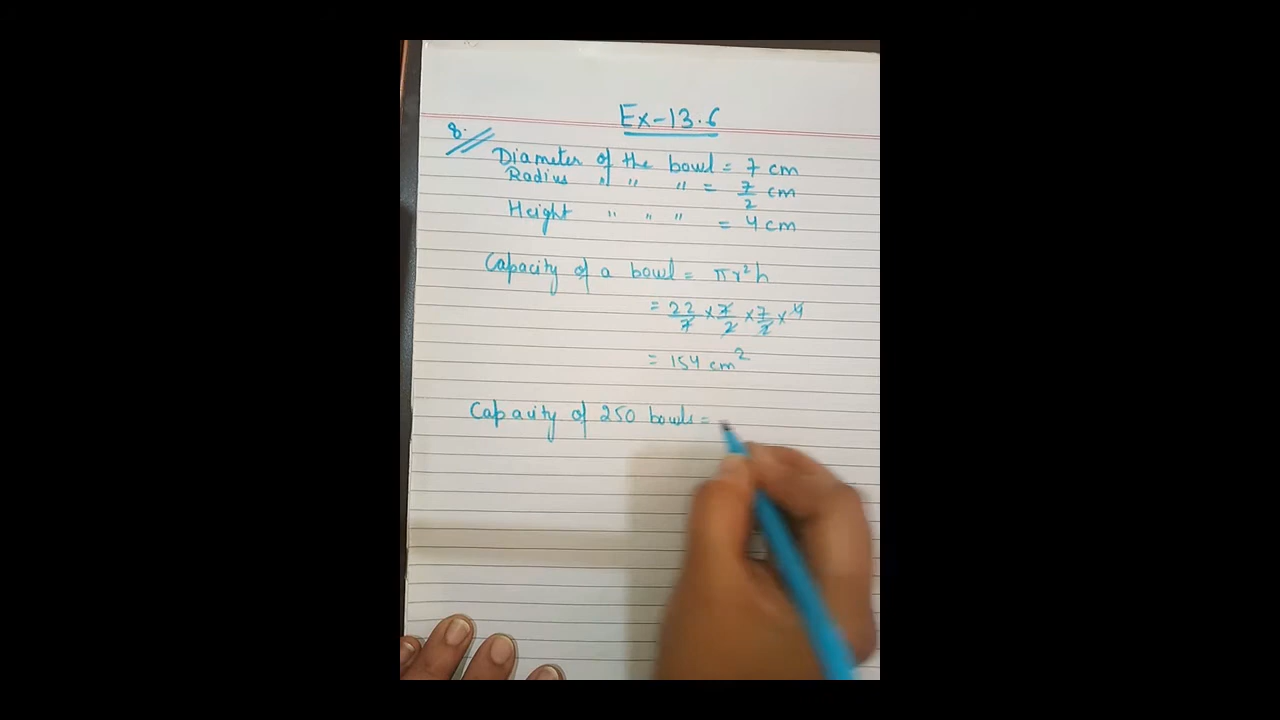 Ex-13.6
8.
Diameter of the bowl = 7 cm
Radius " " " = 7/2 cm
Height " " " = 4 cm
Capacity of a bowl = πr²h
= 22/7 × 7/2 × 7/2 × 4
= 154 cm²
Capacity of 250 bowls =